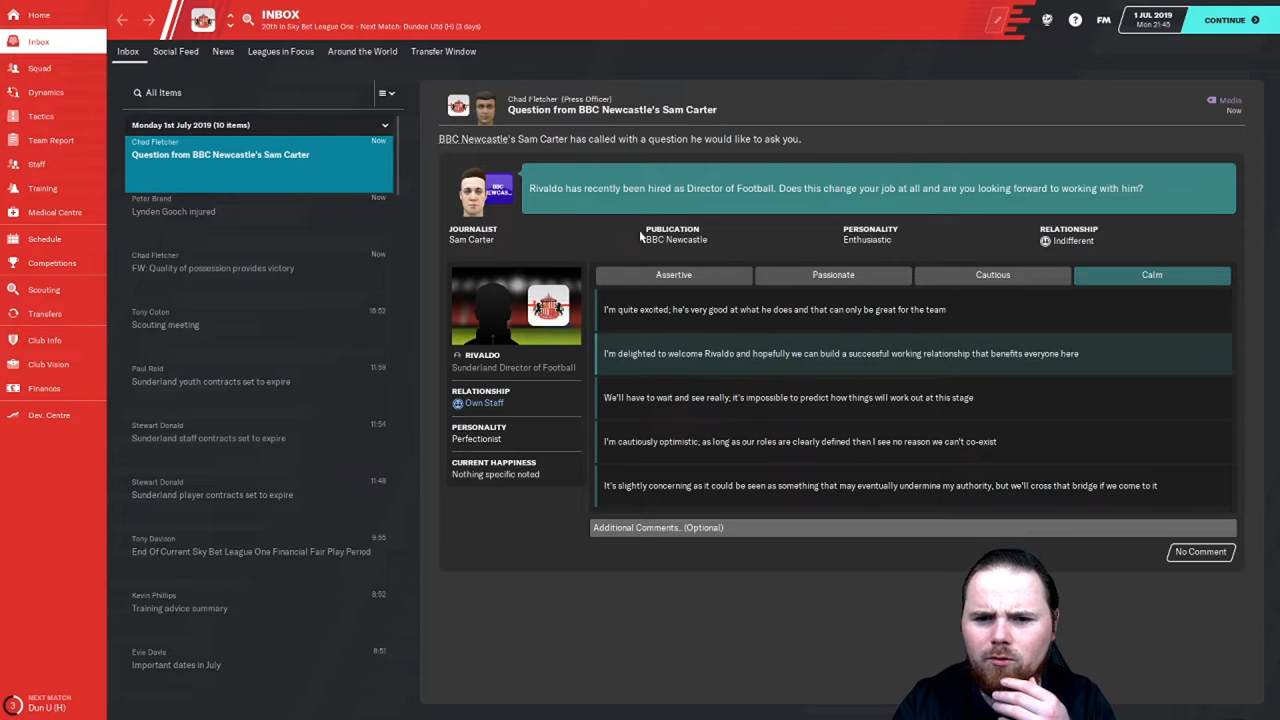 INBOX
20th in Sky Bet League One - Next Match: Dundee Utd (H) (3 days)
FM
1 JUL 2019
Mon 21:45
CONTINUE
Home
Inbox
Squad
Dynamics
Tactics
Team Report
Staff
Training
Medical Centre
Schedule
Competitions
Scouting
Transfers
Club Info
Club Vision
Finances
Dev. Centre
3
NEXT MATCH
Dun U (H)
Inbox Social Feed News Leagues in Focus Around the World Transfer Window
All Items
Monday 1st July 2019 (10 items)
Chad Fletcher Now
Question from BBC Newcastle's Sam Carter
Peter Brand Now
Lynden Gooch injured
Chad Fletcher Now
FW: Quality of possession provides victory
Tony Coton 16:52
Scouting meeting
Paul Reid 11:59
Sunderland youth contracts set to expire
Stewart Donald 11:54
Sunderland staff contracts set to expire
Stewart Donald 11:48
Sunderland player contracts set to expire
Tony Davison 9:55
End Of Current Sky Bet League One Financial Fair Play Period
Kevin Phillips 8:52
Training advice summary
Evie Davie 8:51
Important dates in July
Chad Fletcher (Press Officer)
Question from BBC Newcastle's Sam Carter
Media
Now
BBC Newcastle's Sam Carter has called with a question he would like to ask you.
Rivaldo has recently been hired as Director of Football. Does this change your job at all and are you looking forward to working with him?
JOURNALIST PUBLICATION PERSONALITY RELATIONSHIP
Sam Carter BBC Newcastle Enthusiastic Indifferent
Assertive Passionate Cautious Calm
I'm quite excited; he's very good at what he does and that can only be great for the team
I'm delighted to welcome Rivaldo and hopefully we can build a successful working relationship that benefits everyone here
We'll have to wait and see really; it's impossible to predict how things will work out at this stage
I'm cautiously optimistic; as long as our roles are clearly defined then I see no reason we can't co-exist
It's slightly concerning as it could be seen as something that may eventually undermine my authority, but we'll cross that bridge if we come to it
RIVALDO
Sunderland Director of Football
RELATIONSHIP
Own Staff
PERSONALITY
Perfectionist
CURRENT HAPPINESS
Nothing specific noted
Additional Comments.. (Optional)
No Comment